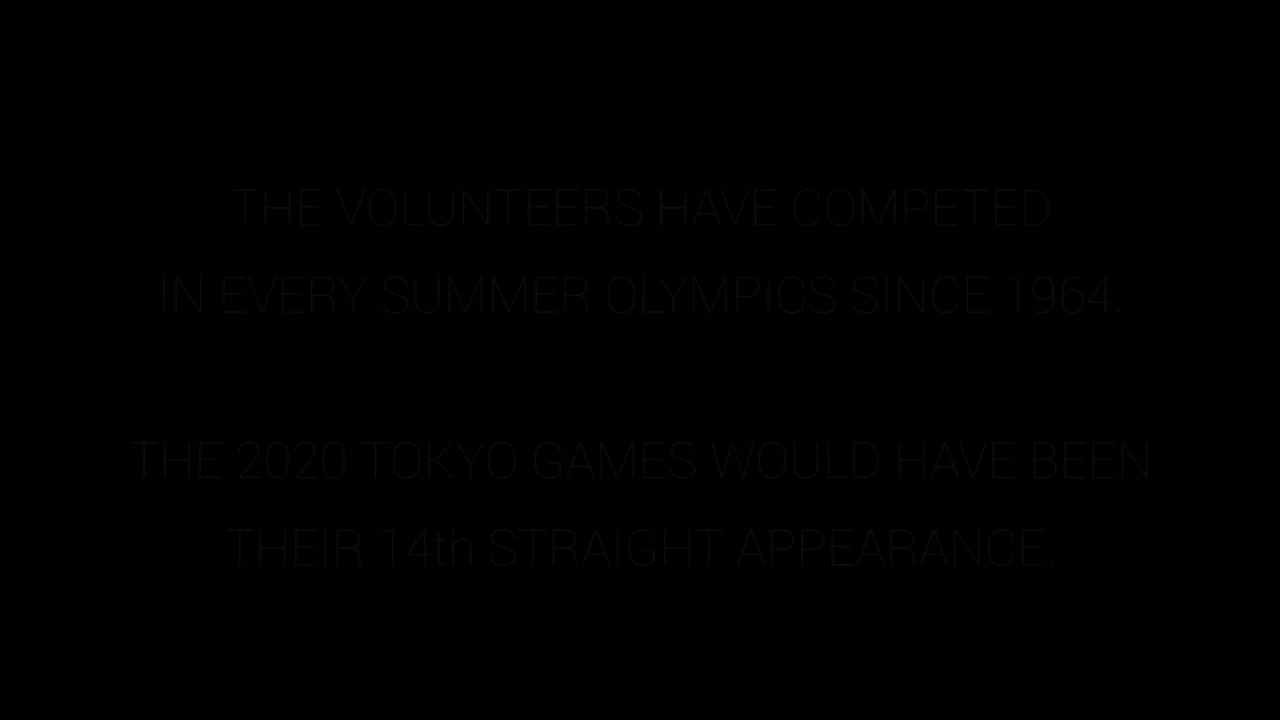 THE VOLUNTEERS HAVE COMPETED
IN EVERY SUMMER OLYMPICS SINCE 1964.
THE 2020 TOKYO GAMES WOULD HAVE BEEN
THEIR 14th STRAIGHT APPEARANCE.